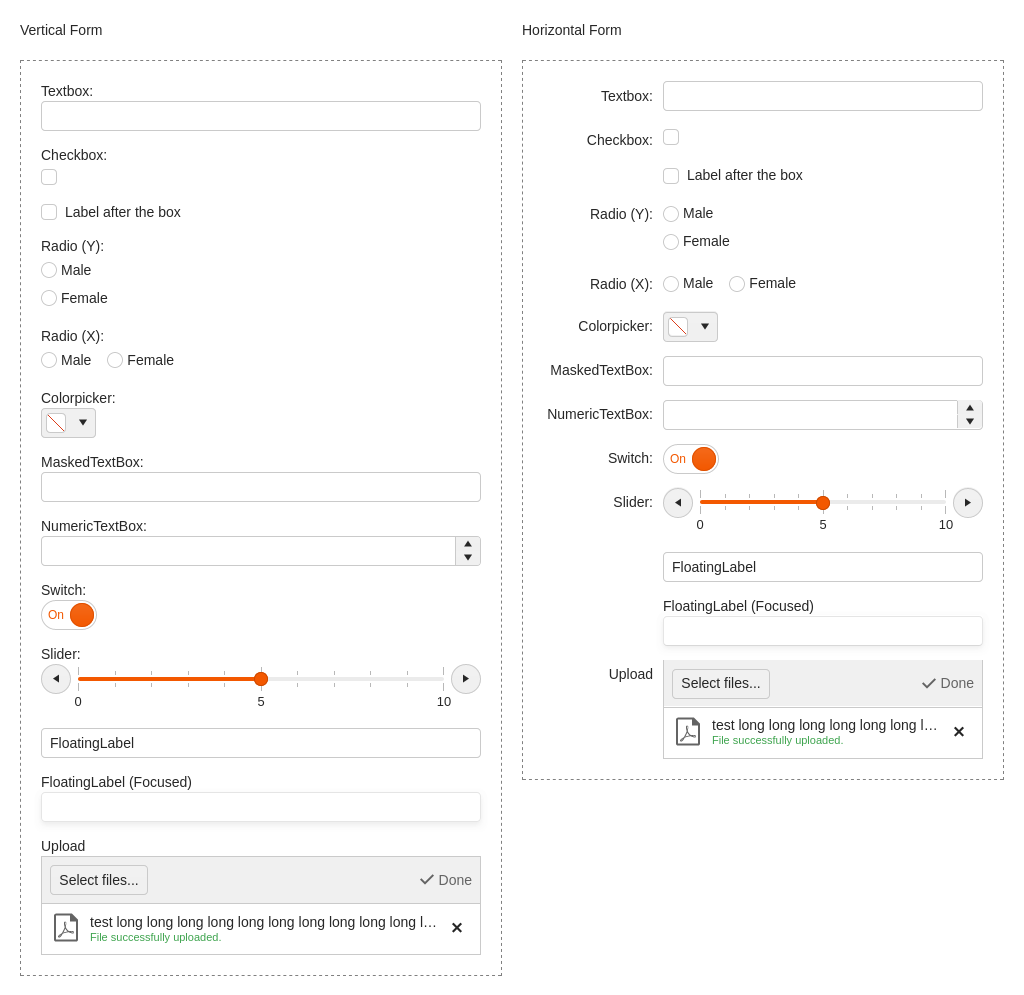 Vertical Form
Textbox:
Checkbox:
Label after the box
Radio (Y):
Male
Female
Radio (X):
Male Female
Colorpicker:
MaskedTextBox:
NumericTextBox:
Switch:
On
Slider:
0 5 10
FloatingLabel
FloatingLabel (Focused)
Upload
Select files... Done
test long long long long long long long long long long l...
File successfully uploaded.
Horizontal Form
Textbox:
Checkbox:
Label after the box
Radio (Y): Male
Female
Radio (X): Male Female
Colorpicker:
MaskedTextBox:
NumericTextBox:
Switch: On
Slider:
0 5 10
FloatingLabel
FloatingLabel (Focused)
Upload Select files... Done
test long long long long long long l...
File successfully uploaded.